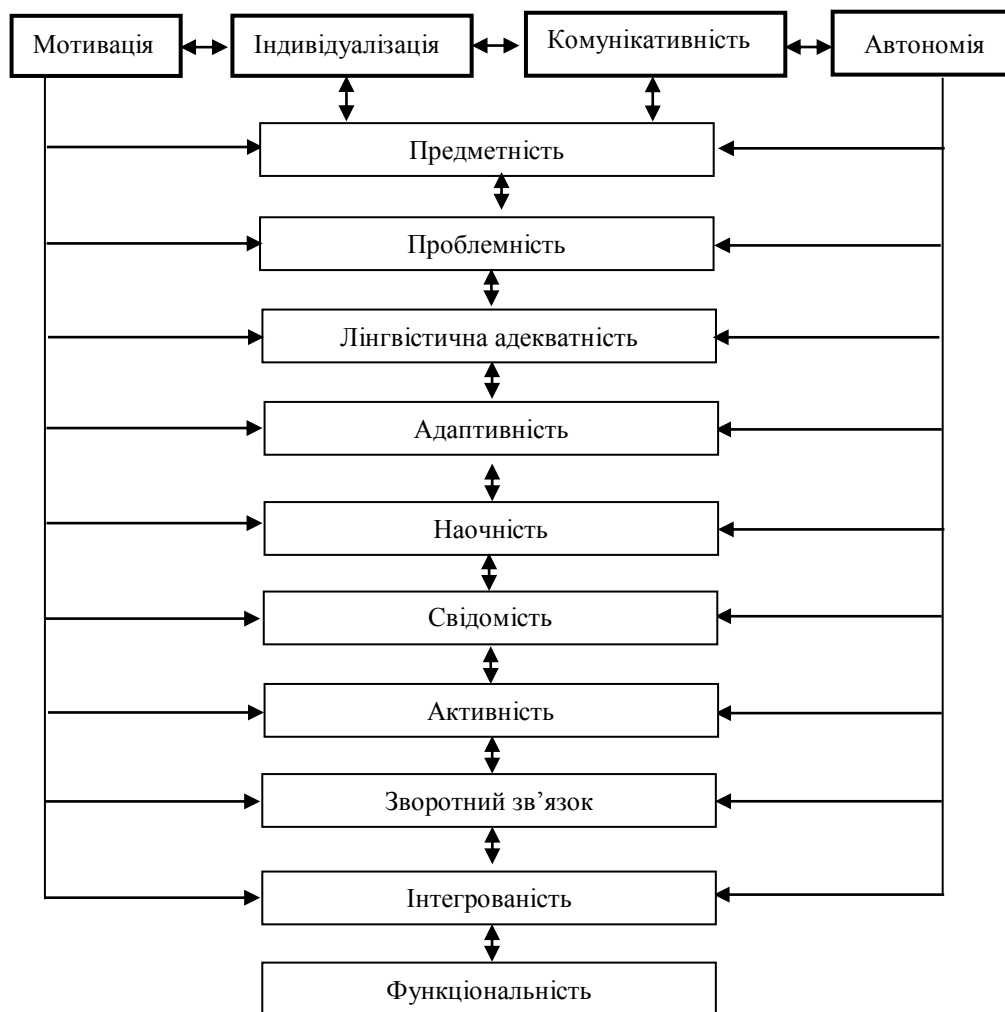 Мотивація
Індивідуалізація
Комунікативність
Автономія
Предметність
Проблемність
Лінгвістична адекватність
Адаптивність
Наочність
Свідомість
Активність
Зворотний зв’язок
Інтегрованість
Функціональність